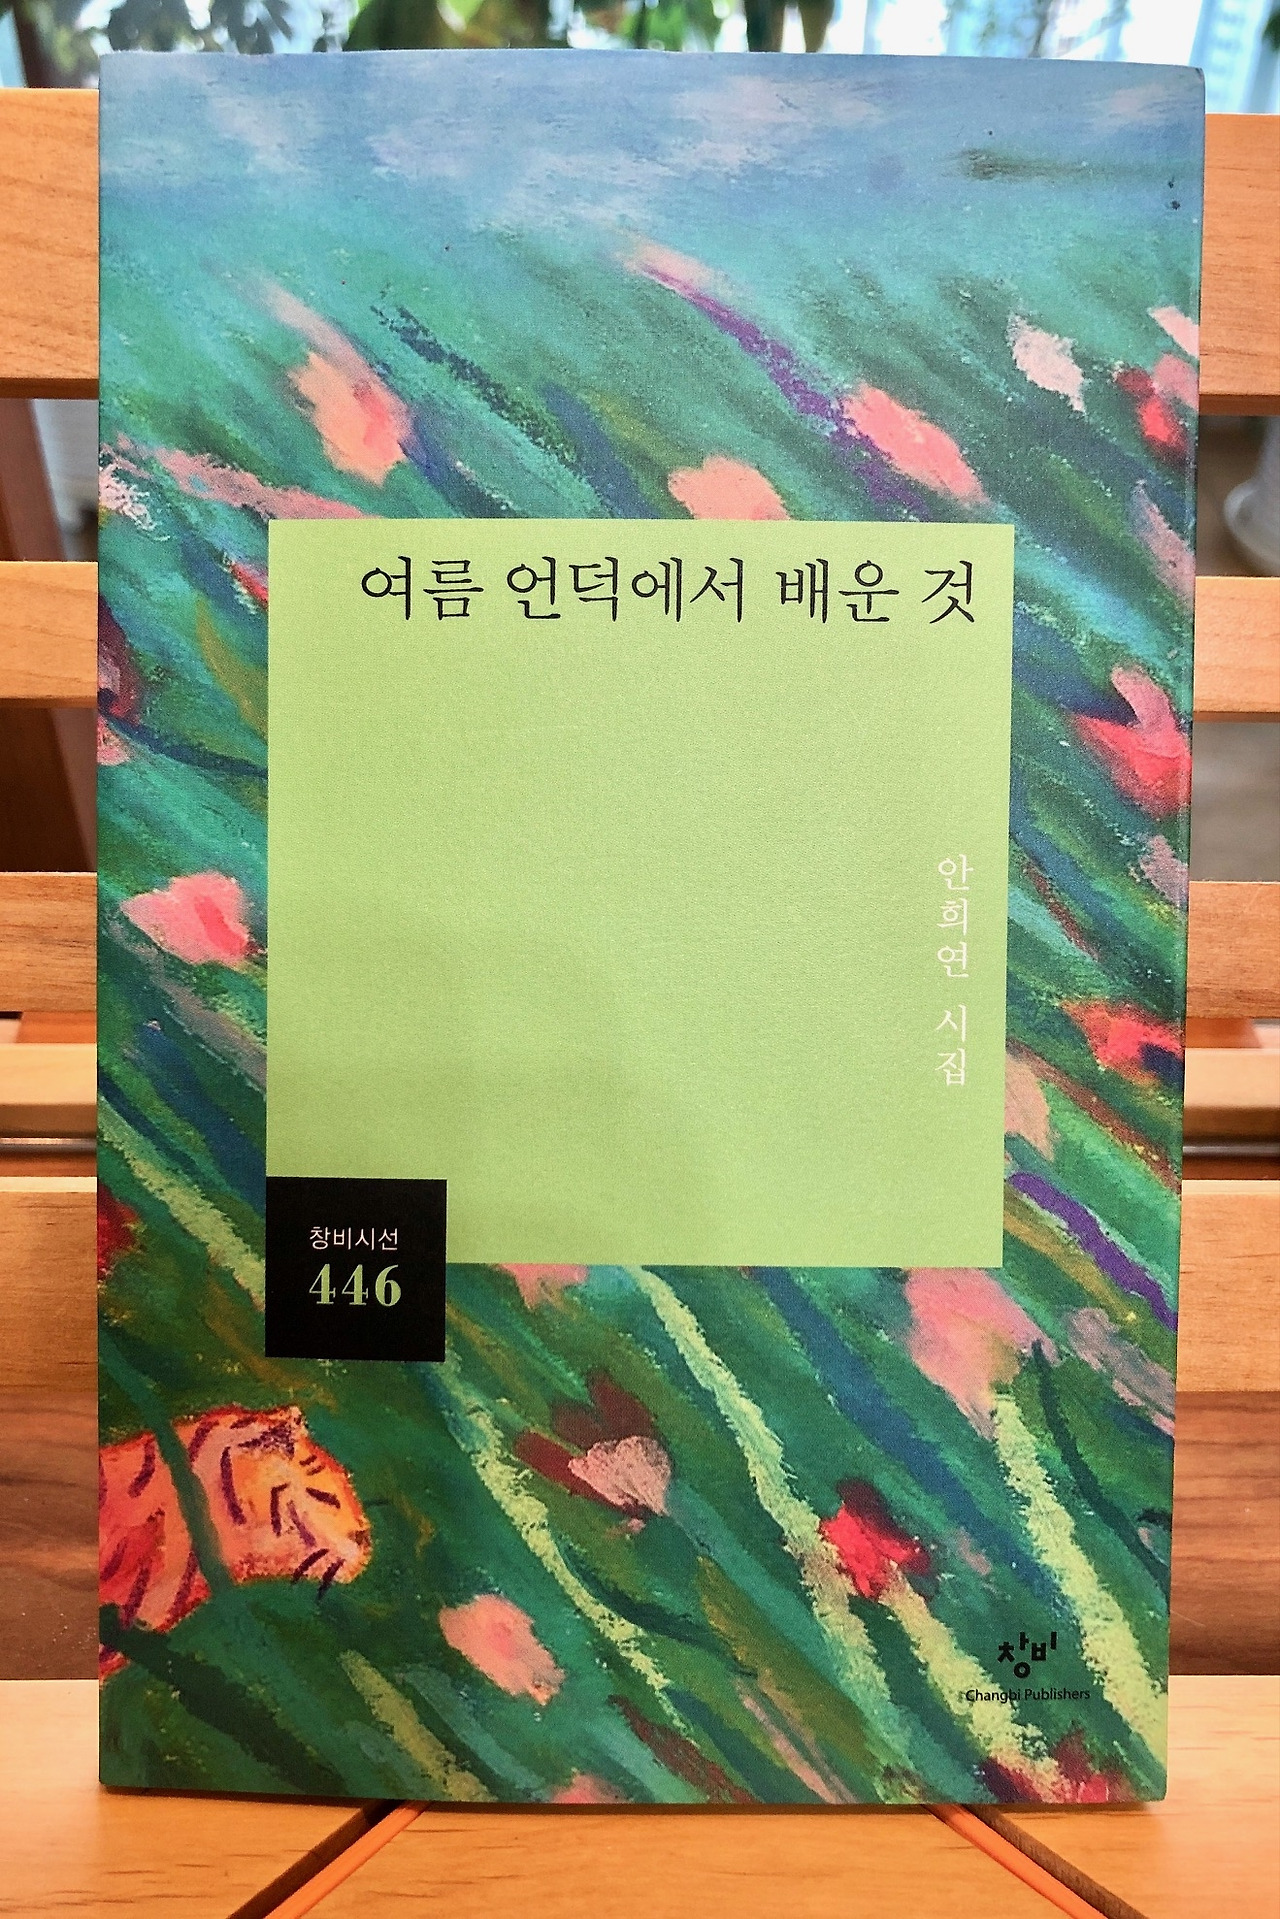 여름 언덕에서 배운 것
안희연 시집
창비시선
446
창비
Changbi Publishers